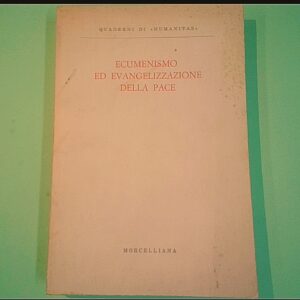 QUADERNI DI «HUMANITAS»
ECUMENISMO
ED EVANGELIZZAZIONE
DELLA PACE
MORCELLIANA